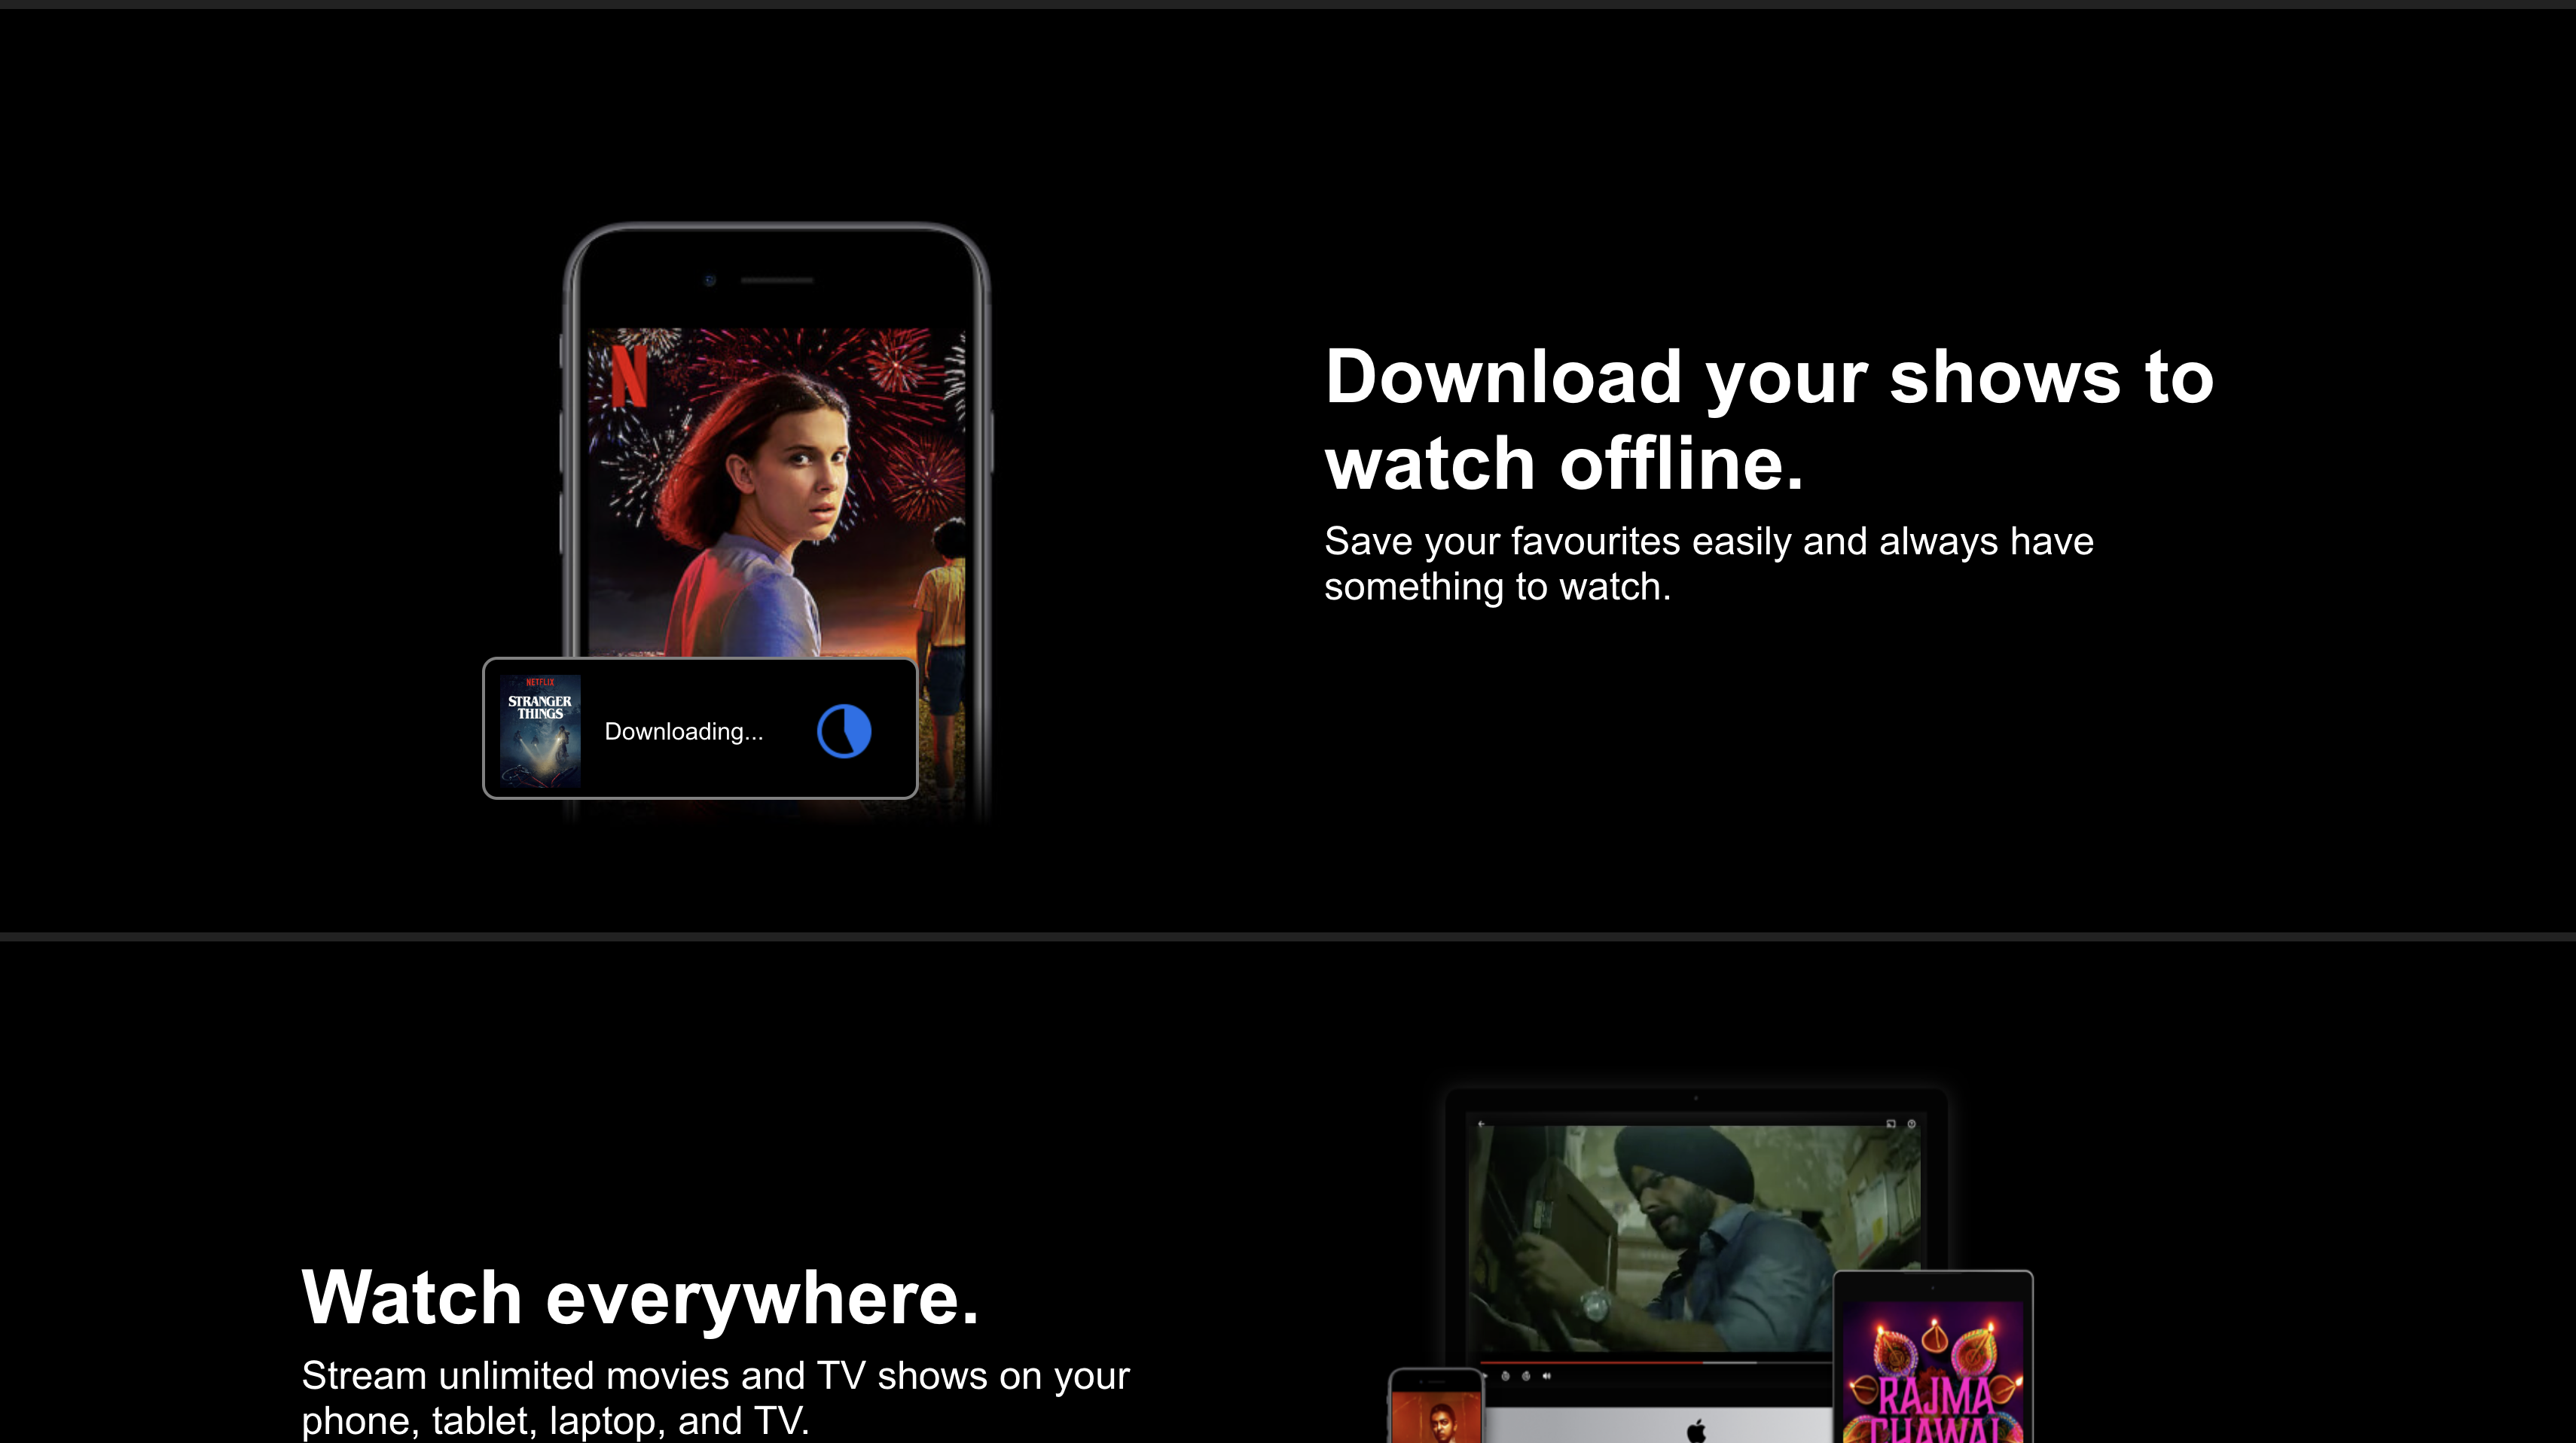 Download your shows to
watch offline.
Save your favourites easily and always have
something to watch.
N
NETFLIX
STRANGER
THINGS
Downloading...
Watch everywhere.
Stream unlimited movies and TV shows on your
phone, tablet, laptop, and TV.
RAJMA
CHAWAL